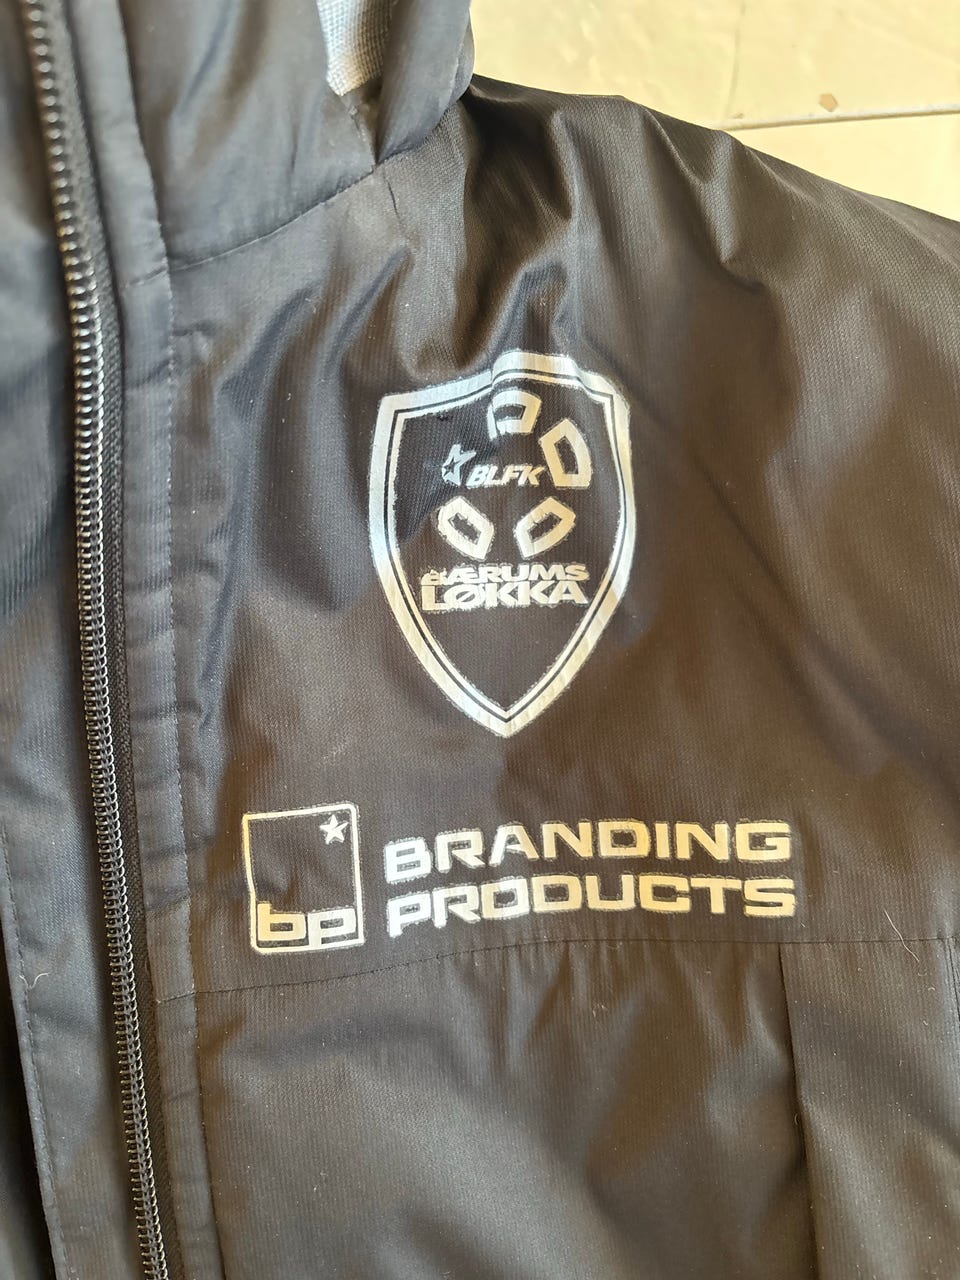 BLFK
BÆRUMS
LØKKA
bp
BRANDING
PRODUCTS